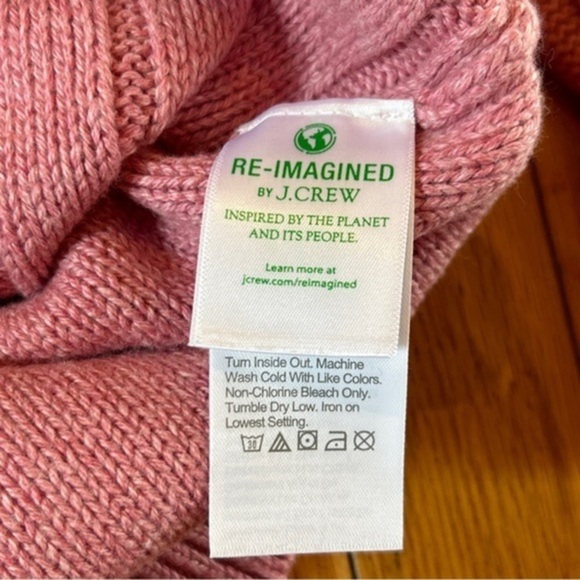 RE-IMAGINED
BY J.CREW
INSPIRED BY THE PLANET
AND ITS PEOPLE.
Learn more at
jcrew.com/reimagined
Turn Inside Out. Machine
Wash Cold With Like Colors.
Non-Chlorine Bleach Only.
Tumble Dry Low. Iron on
Lowest Setting.
30